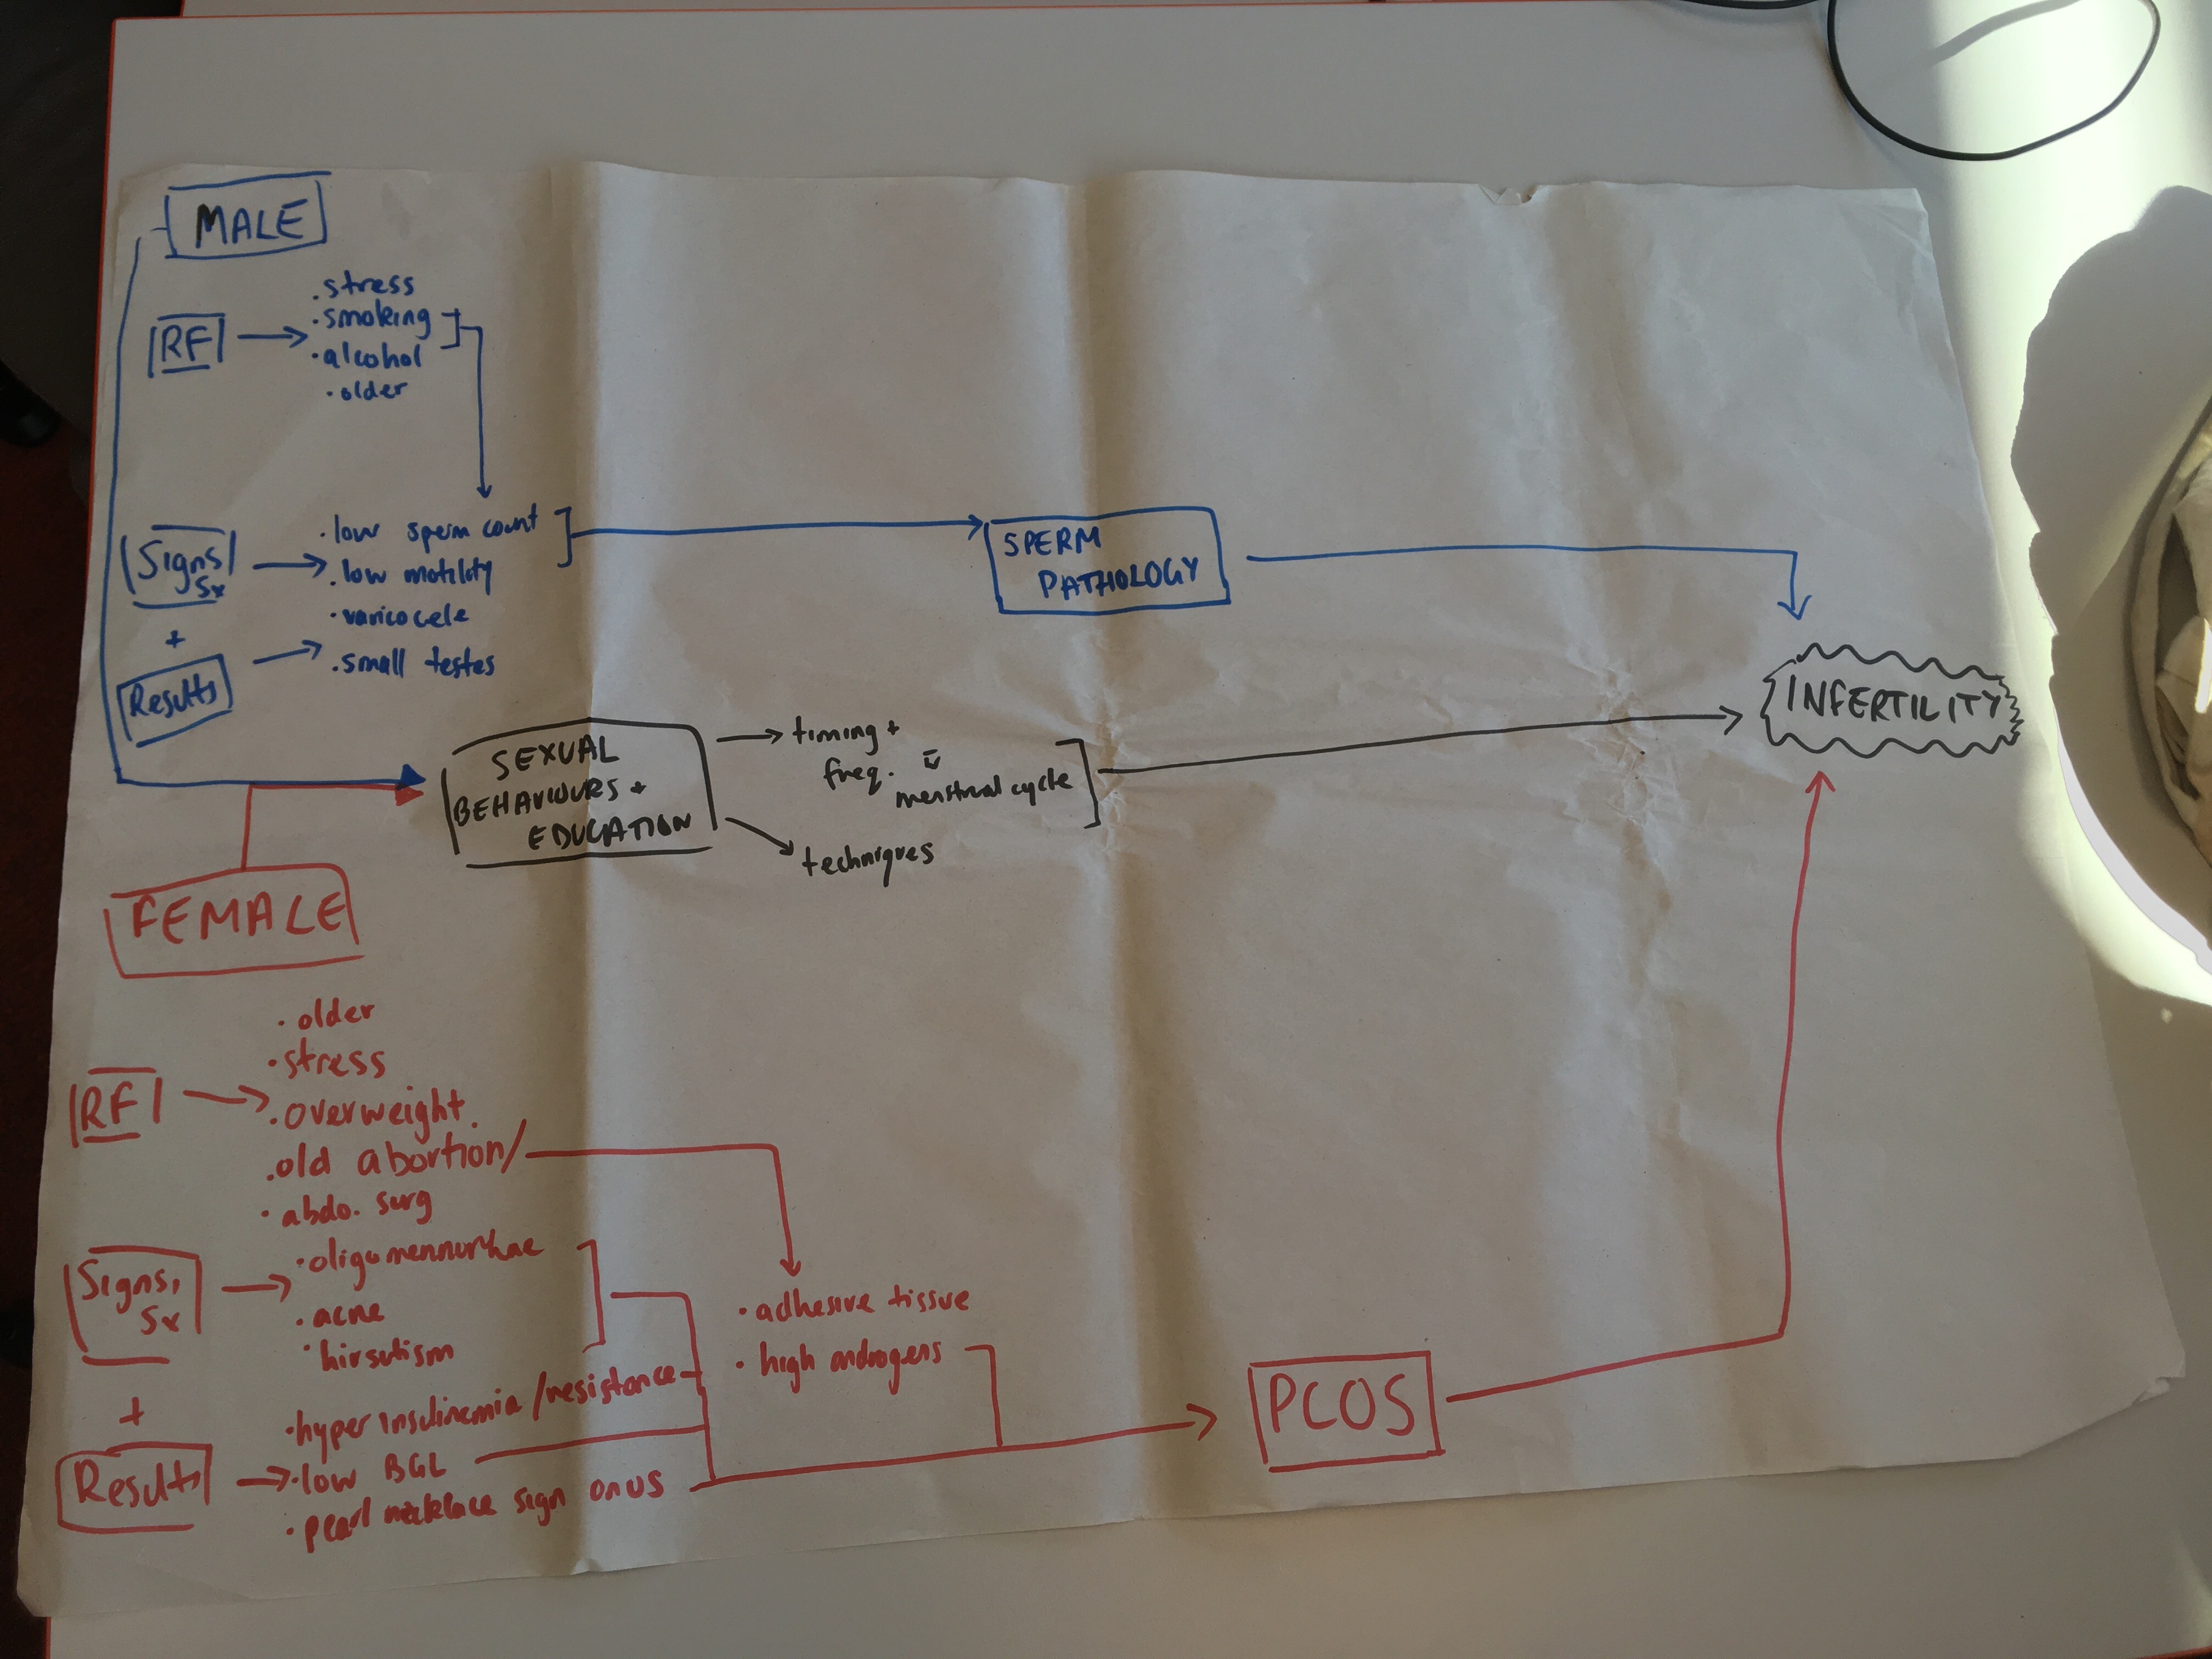 MALE
RF
.stress
.smoking
.alcohol
.older
Signs
Sx
+
Results
.low sperm count
.low motility
.varicocele
.small testes
SPERM
PATHOLOGY
INFERTILITY
SEXUAL
BEHAVIOURS +
EDUCATION
timing +
freq.
menstrual cycle
techniques
FEMALE
RF
.older
.stress
.overweight
.old abortion/
.abdo. surg
Signs,
Sx
+
Results
.oligomennorrhae
.acne
.hirsutism
.hyperinsulinemia/resistance
.low BGL
.pearl necklace sign on US
.adhesive tissue
.high androgens
PCOS